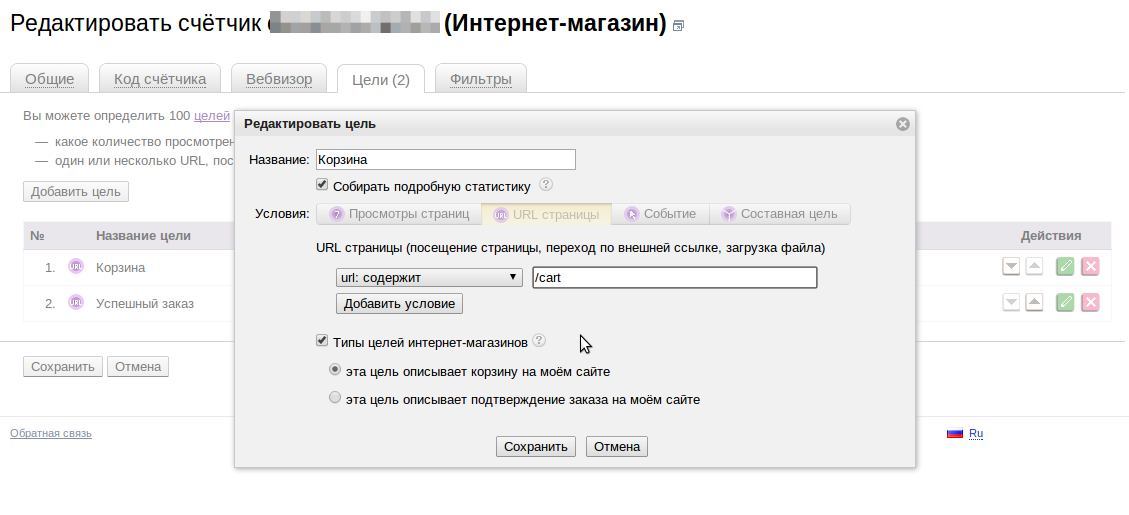 Редактировать счётчик (Интернет-магазин)
Общие Код счётчика Вебвизор Цели (2) Фильтры
Вы можете определить 100 целей
— какое количество просмотрен
— один или несколько URL, пос
Добавить цель
№ Название цели Действия
1. URL Корзина
2. URL Успешный заказ
Сохранить Отмена
Обратная связь
Ru
Редактировать цель
Название: Корзина
Собирать подробную статистику ?
Условия: 7 Просмотры страниц URL URL страницы Событие Составная цель
URL страницы (посещение страницы, переход по внешней ссылке, загрузка файла)
url: содержит /cart
Добавить условие
Типы целей интернет-магазинов ?
эта цель описывает корзину на моём сайте
эта цель описывает подтверждение заказа на моём сайте
Сохранить Отмена